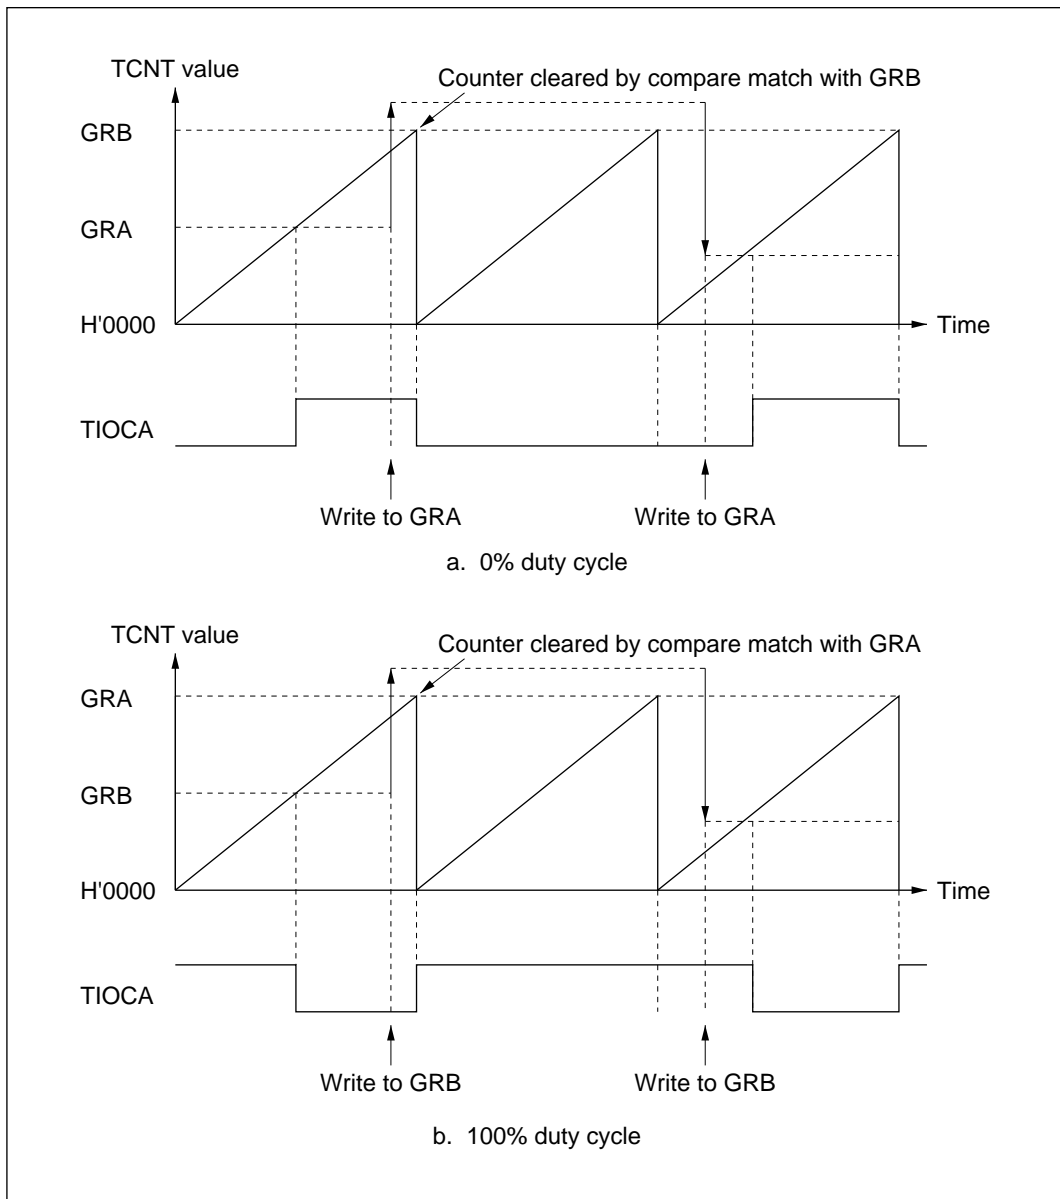 TCNT value
Counter cleared by compare match with GRB
GRB
GRA
H'0000
Time
TIOCA
Write to GRA
Write to GRA
a. 0% duty cycle
TCNT value
Counter cleared by compare match with GRA
GRA
GRB
H'0000
Time
TIOCA
Write to GRB
Write to GRB
b. 100% duty cycle